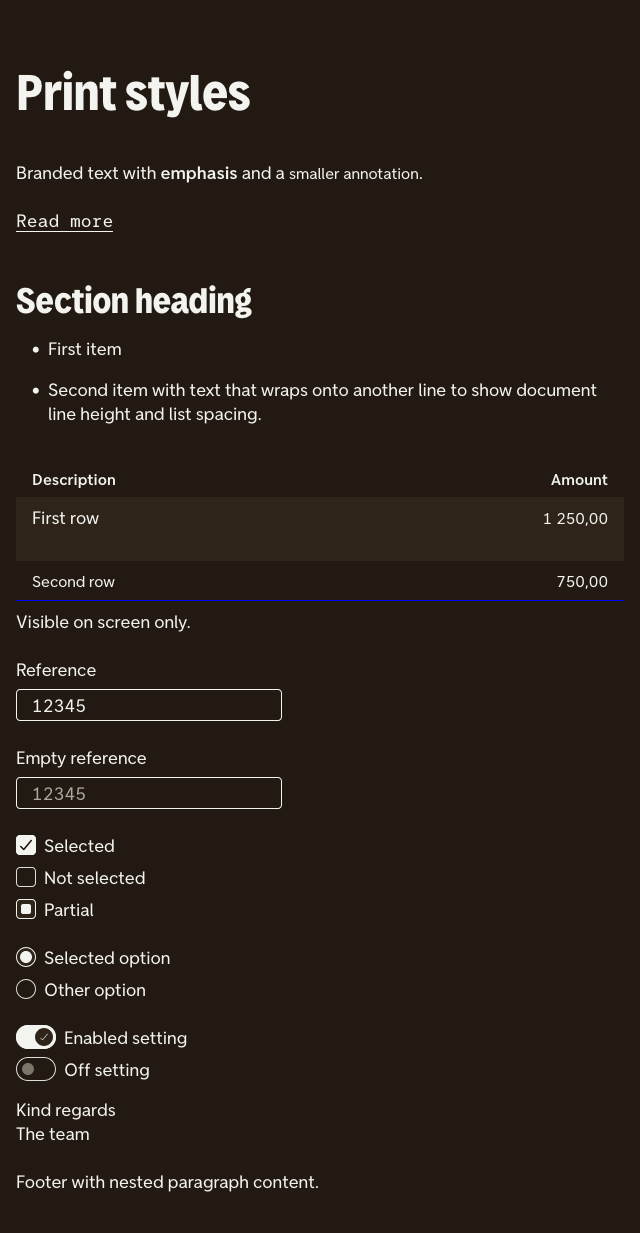 Print styles
Branded text with emphasis and a smaller annotation.
Read more
Section heading
• First item
• Second item with text that wraps onto another line to show document
line height and list spacing.
Description Amount
First row 1 250,00
Second row 750,00
Visible on screen only.
Reference
12345
Empty reference
12345
Selected
Not selected
Partial
Selected option
Other option
Enabled setting
Off setting
Kind regards
The team
Footer with nested paragraph content.